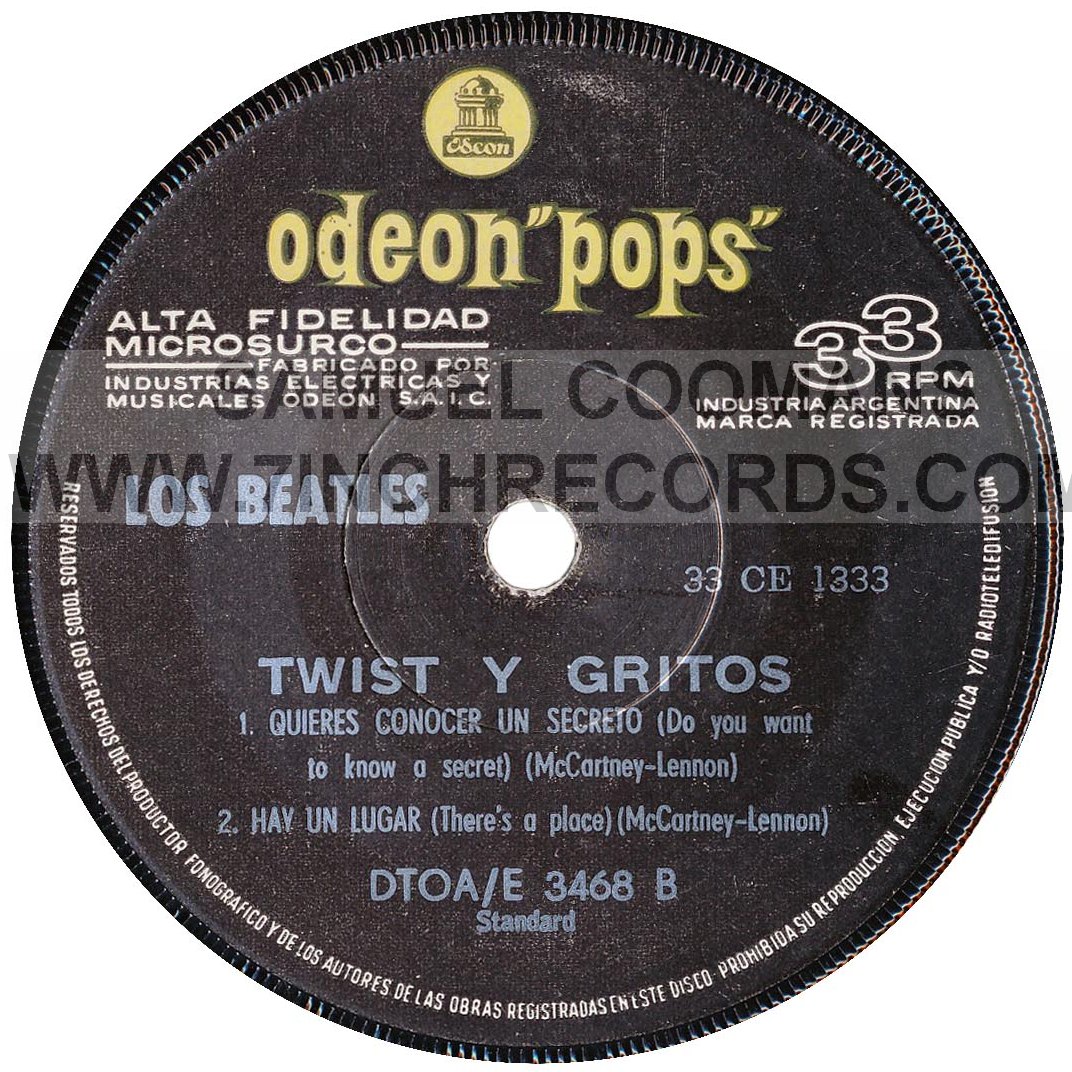 Odeon
odeon "pops"
ALTA FIDELIDAD
MICROSURCO
FABRICADO POR
INDUSTRIAS ELECTRICAS Y
MUSICALES ODEON S.A.I.C.
33
RPM
INDUSTRIA ARGENTINA
MARCA REGISTRADA
SAMUEL COOMANS
WWW.ZINCHRECORDS.COM
LOS BEATLES
33 CE 1333
TWIST Y GRITOS
1. QUIERES CONOCER UN SECRETO (Do you want
to know a secret) (McCartney-Lennon)
2. HAY UN LUGAR (There's a place) (McCartney-Lennon)
DTOA/E 3468 B
Standard
RESERVADOS TODOS LOS DERECHOS DEL PRODUCTOR FONOGRAFICO Y DE LOS AUTORES DE LAS OBRAS REGISTRADAS EN ESTE DISCO - PROHIBIDA SU REPRODUCCION, EJECUCION PUBLICA Y/O RADIOTELEDIFUSION